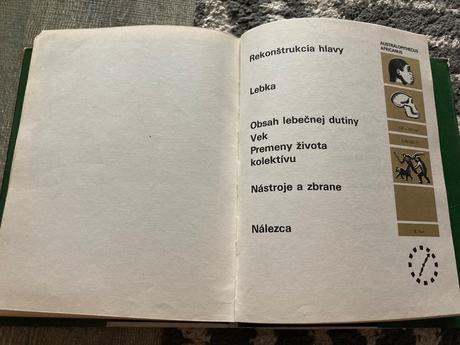 AUSTRALOPITHECUS
AFRICANUS
Rekonštrukcia hlavy
Lebka
Obsah lebečnej dutiny
Vek
Premeny života
kolektívu
Nástroje a zbrane
Nálezca